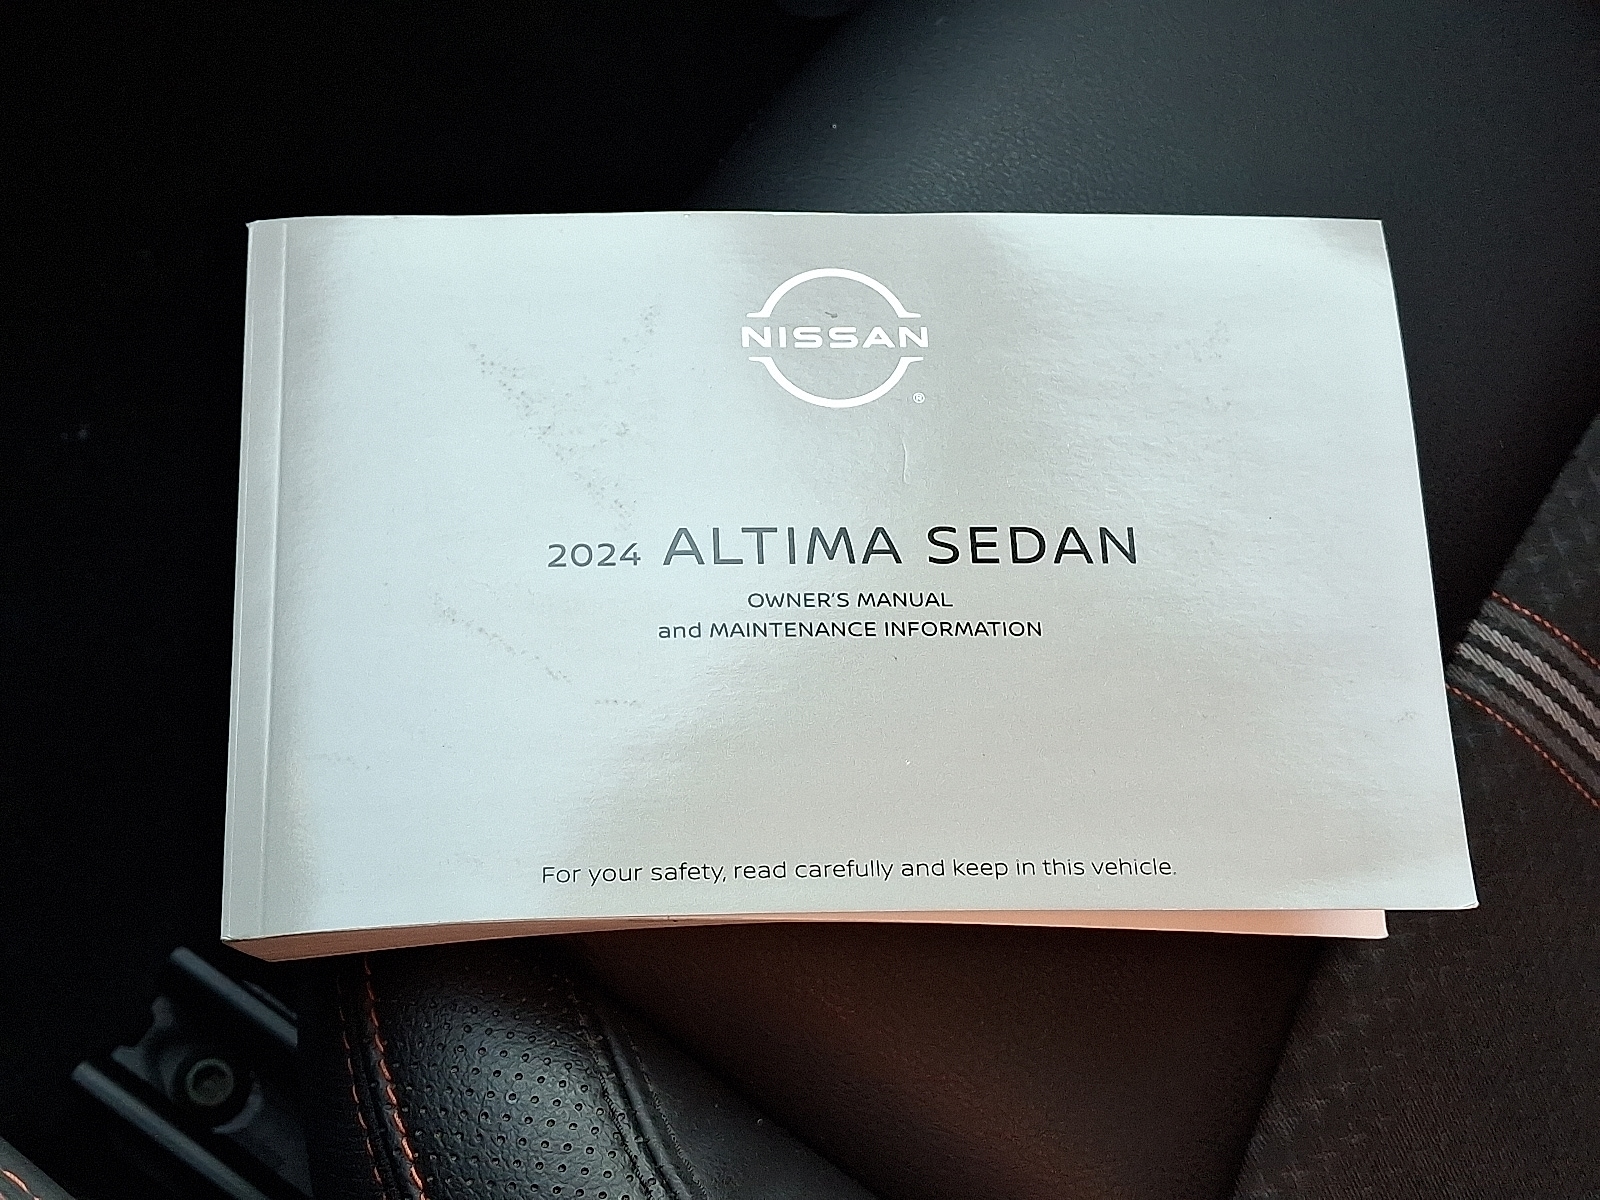 NISSAN
®
2024 ALTIMA SEDAN
OWNER'S MANUAL
and MAINTENANCE INFORMATION
For your safety, read carefully and keep in this vehicle.